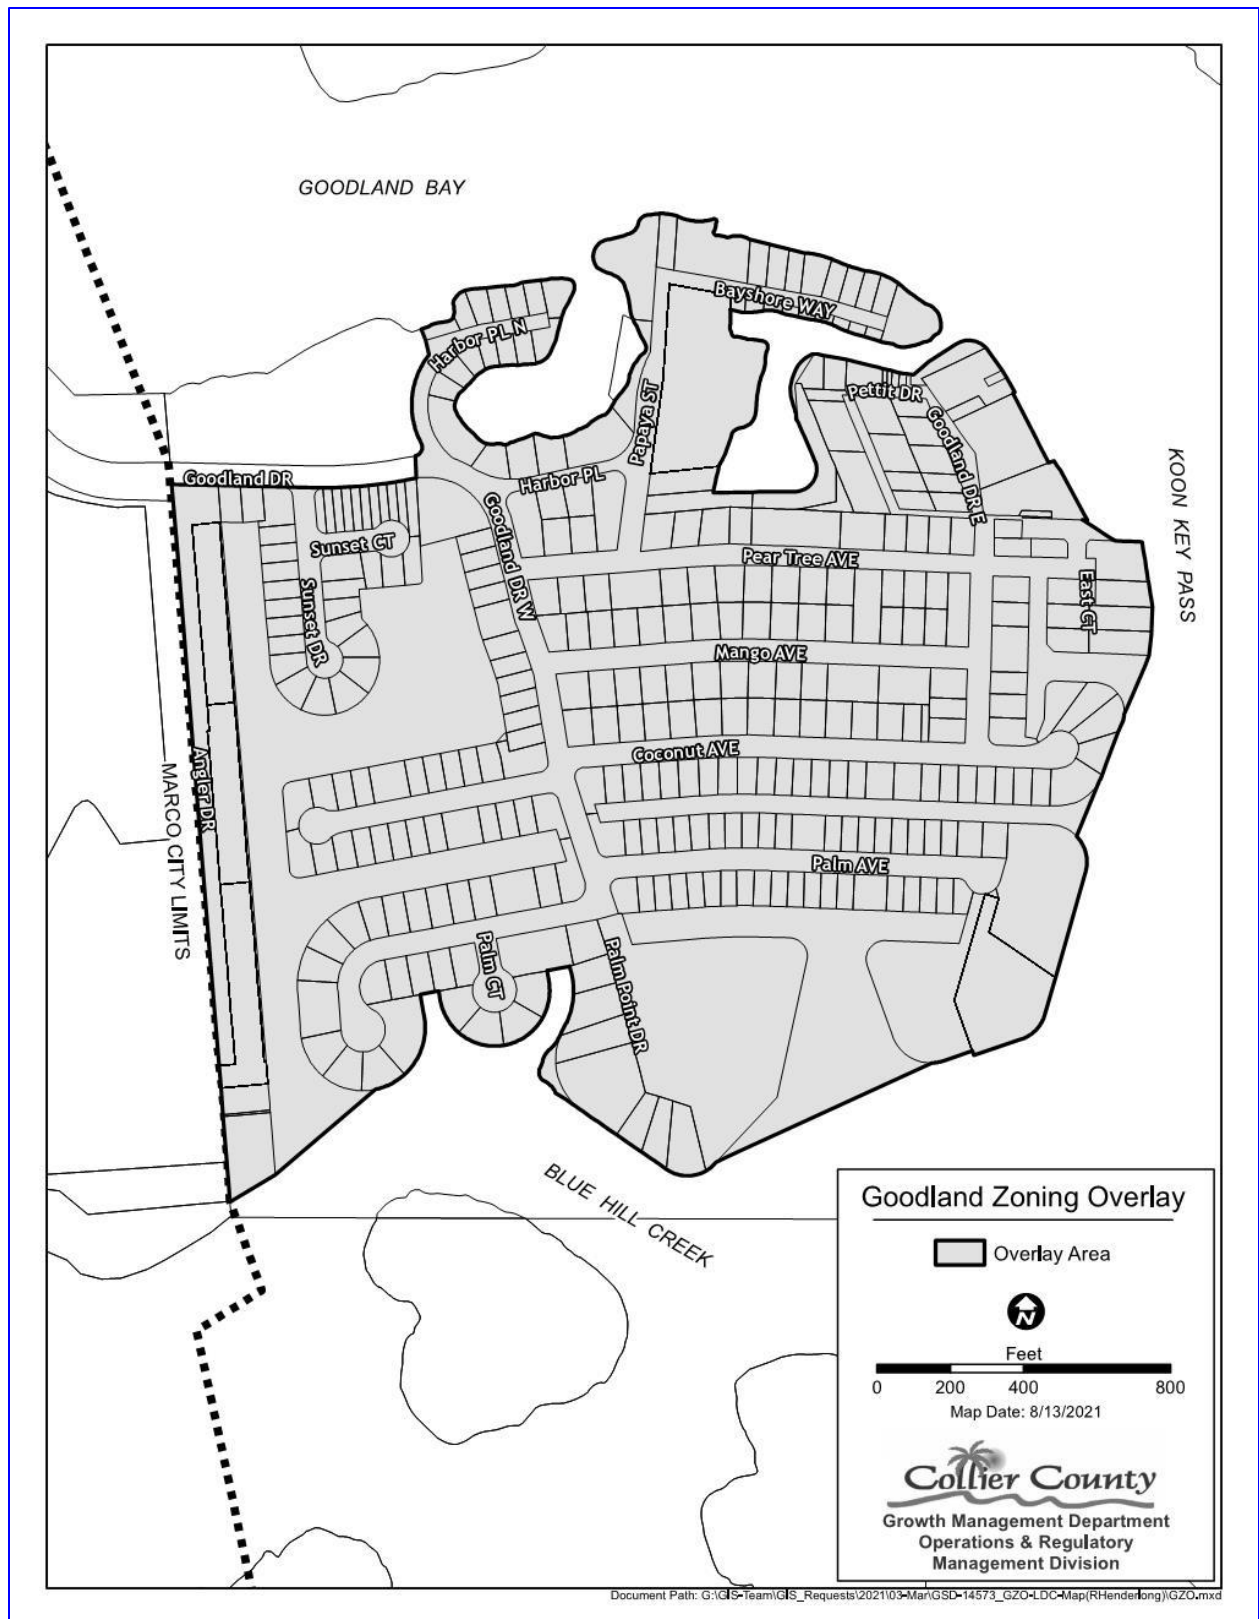 GOODLAND BAY
Bayshore WAY
Harbor PL N
Pettit DR
Papaya ST
Goodland DR E
KOON KEY PASS
Goodland DR
Harbor PL
Goodland DR W
Sunset CT
Pear Tree AVE
Sunset DR
East CT
Mango AVE
Coconut AVE
Angler DR
MARCO CITY LIMITS
Palm AVE
Palm CT
Palm Point DR
BLUE HILL CREEK
Goodland Zoning Overlay
Overlay Area
N
Feet
0 200 400 800
Map Date: 8/13/2021
Collier County
Growth Management Department
Operations & Regulatory
Management Division
Document Path: G:\GIS-Team\GIS_Requests\2021\03-Mar\GSD-14573_GZO-LDC-Map(RHenderlong)\GZO.mxd